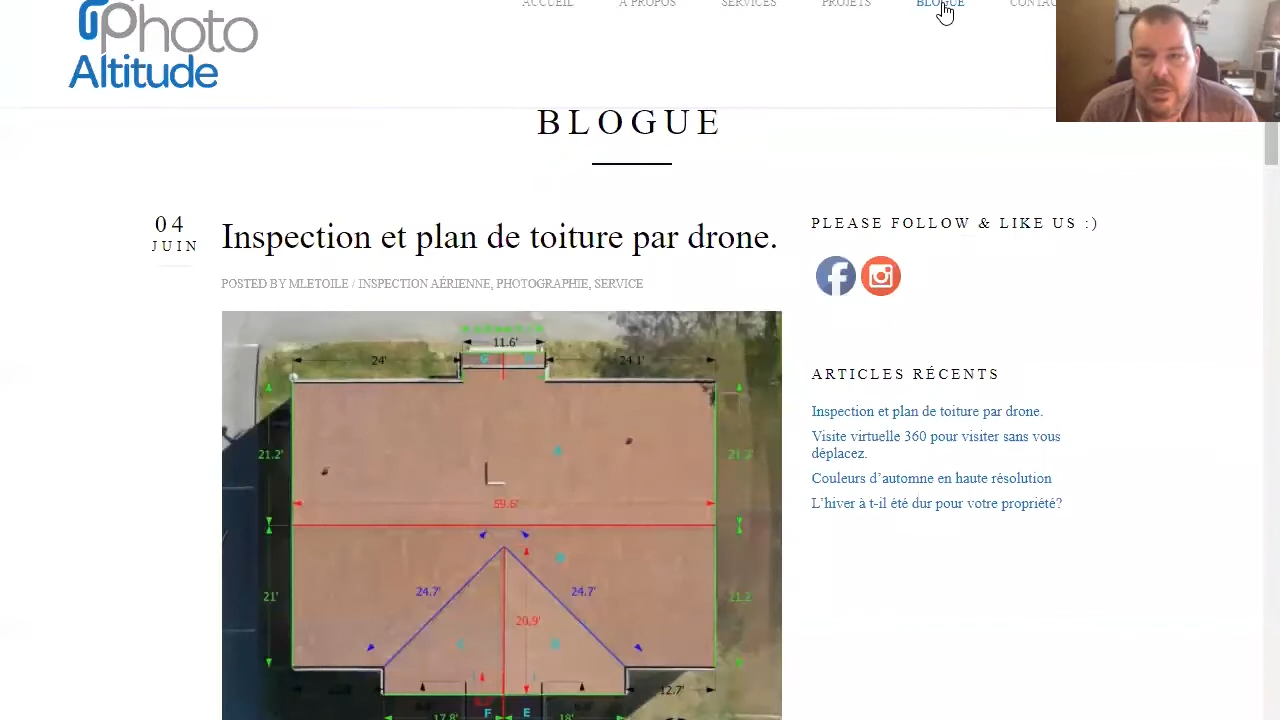 Photo
Altitude
ACCUEIL
À PROPOS
SERVICES
PROJETS
BLOGUE
BLOGUE
04
JUIN
Inspection et plan de toiture par drone.
POSTED BY MLETOILE / INSPECTION AÉRIENNE, PHOTOGRAPHIE, SERVICE
PLEASE FOLLOW & LIKE US :)
ARTICLES RÉCENTS
Inspection et plan de toiture par drone.
Visite virtuelle 360 pour visiter sans vous
déplacez.
Couleurs d'automne en haute résolution
L'hiver à t-il été dur pour votre propriété?
11.6'
24'
24.1'
21.2'
59.6'
24.7'
24.7'
21'
21.2
20.9'
12.7'
F
E
17.8'
18'